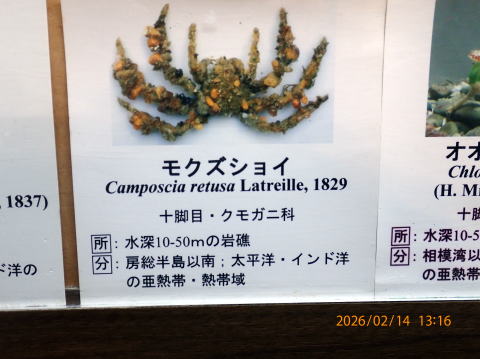 モクズショイ
Camposcia retusa Latreille, 1829
十脚目・クモガニ科
所:水深10-50mの岩礁
分:房総半島以南;太平洋・インド洋
の亜熱帯・熱帯域
, 1837)
洋の
オオ
Chlo
(H. Mi
十脚
所:水深10-5
分:相模湾以
の亜熱帯
2026/02/14 13:16